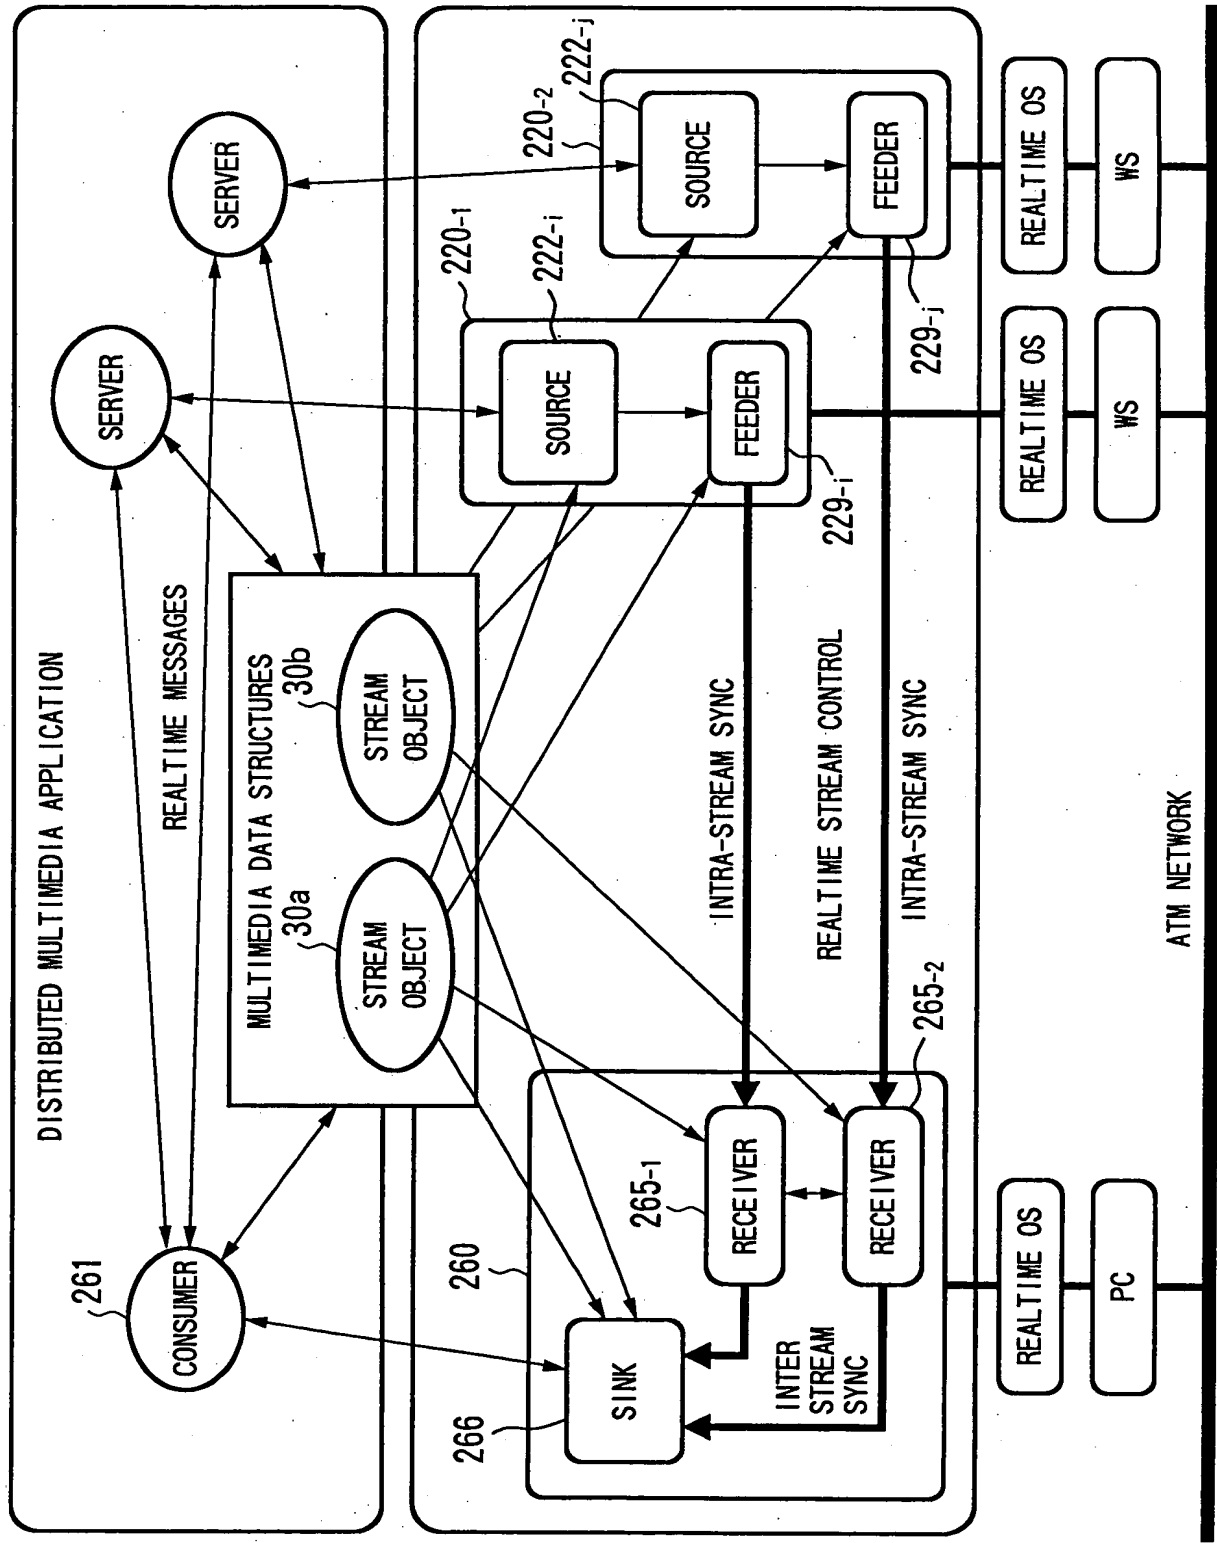 DISTRIBUTED MULTIMEDIA APPLICATION
261
CONSUMER
REALTIME MESSAGES
SERVER
SERVER
MULTIMEDIA DATA STRUCTURES
30a
STREAM
OBJECT
30b
STREAM
OBJECT
260
266
SINK
265-1
RECEIVER
265-2
RECEIVER
INTER
STREAM
SYNC
INTRA-STREAM SYNC
REALTIME STREAM CONTROL
INTRA-STREAM SYNC
220-1
222-i
SOURCE
FEEDER
229-i
220-2
222-j
SOURCE
FEEDER
229-j
REALTIME OS
PC
REALTIME OS
WS
REALTIME OS
WS
ATM NETWORK